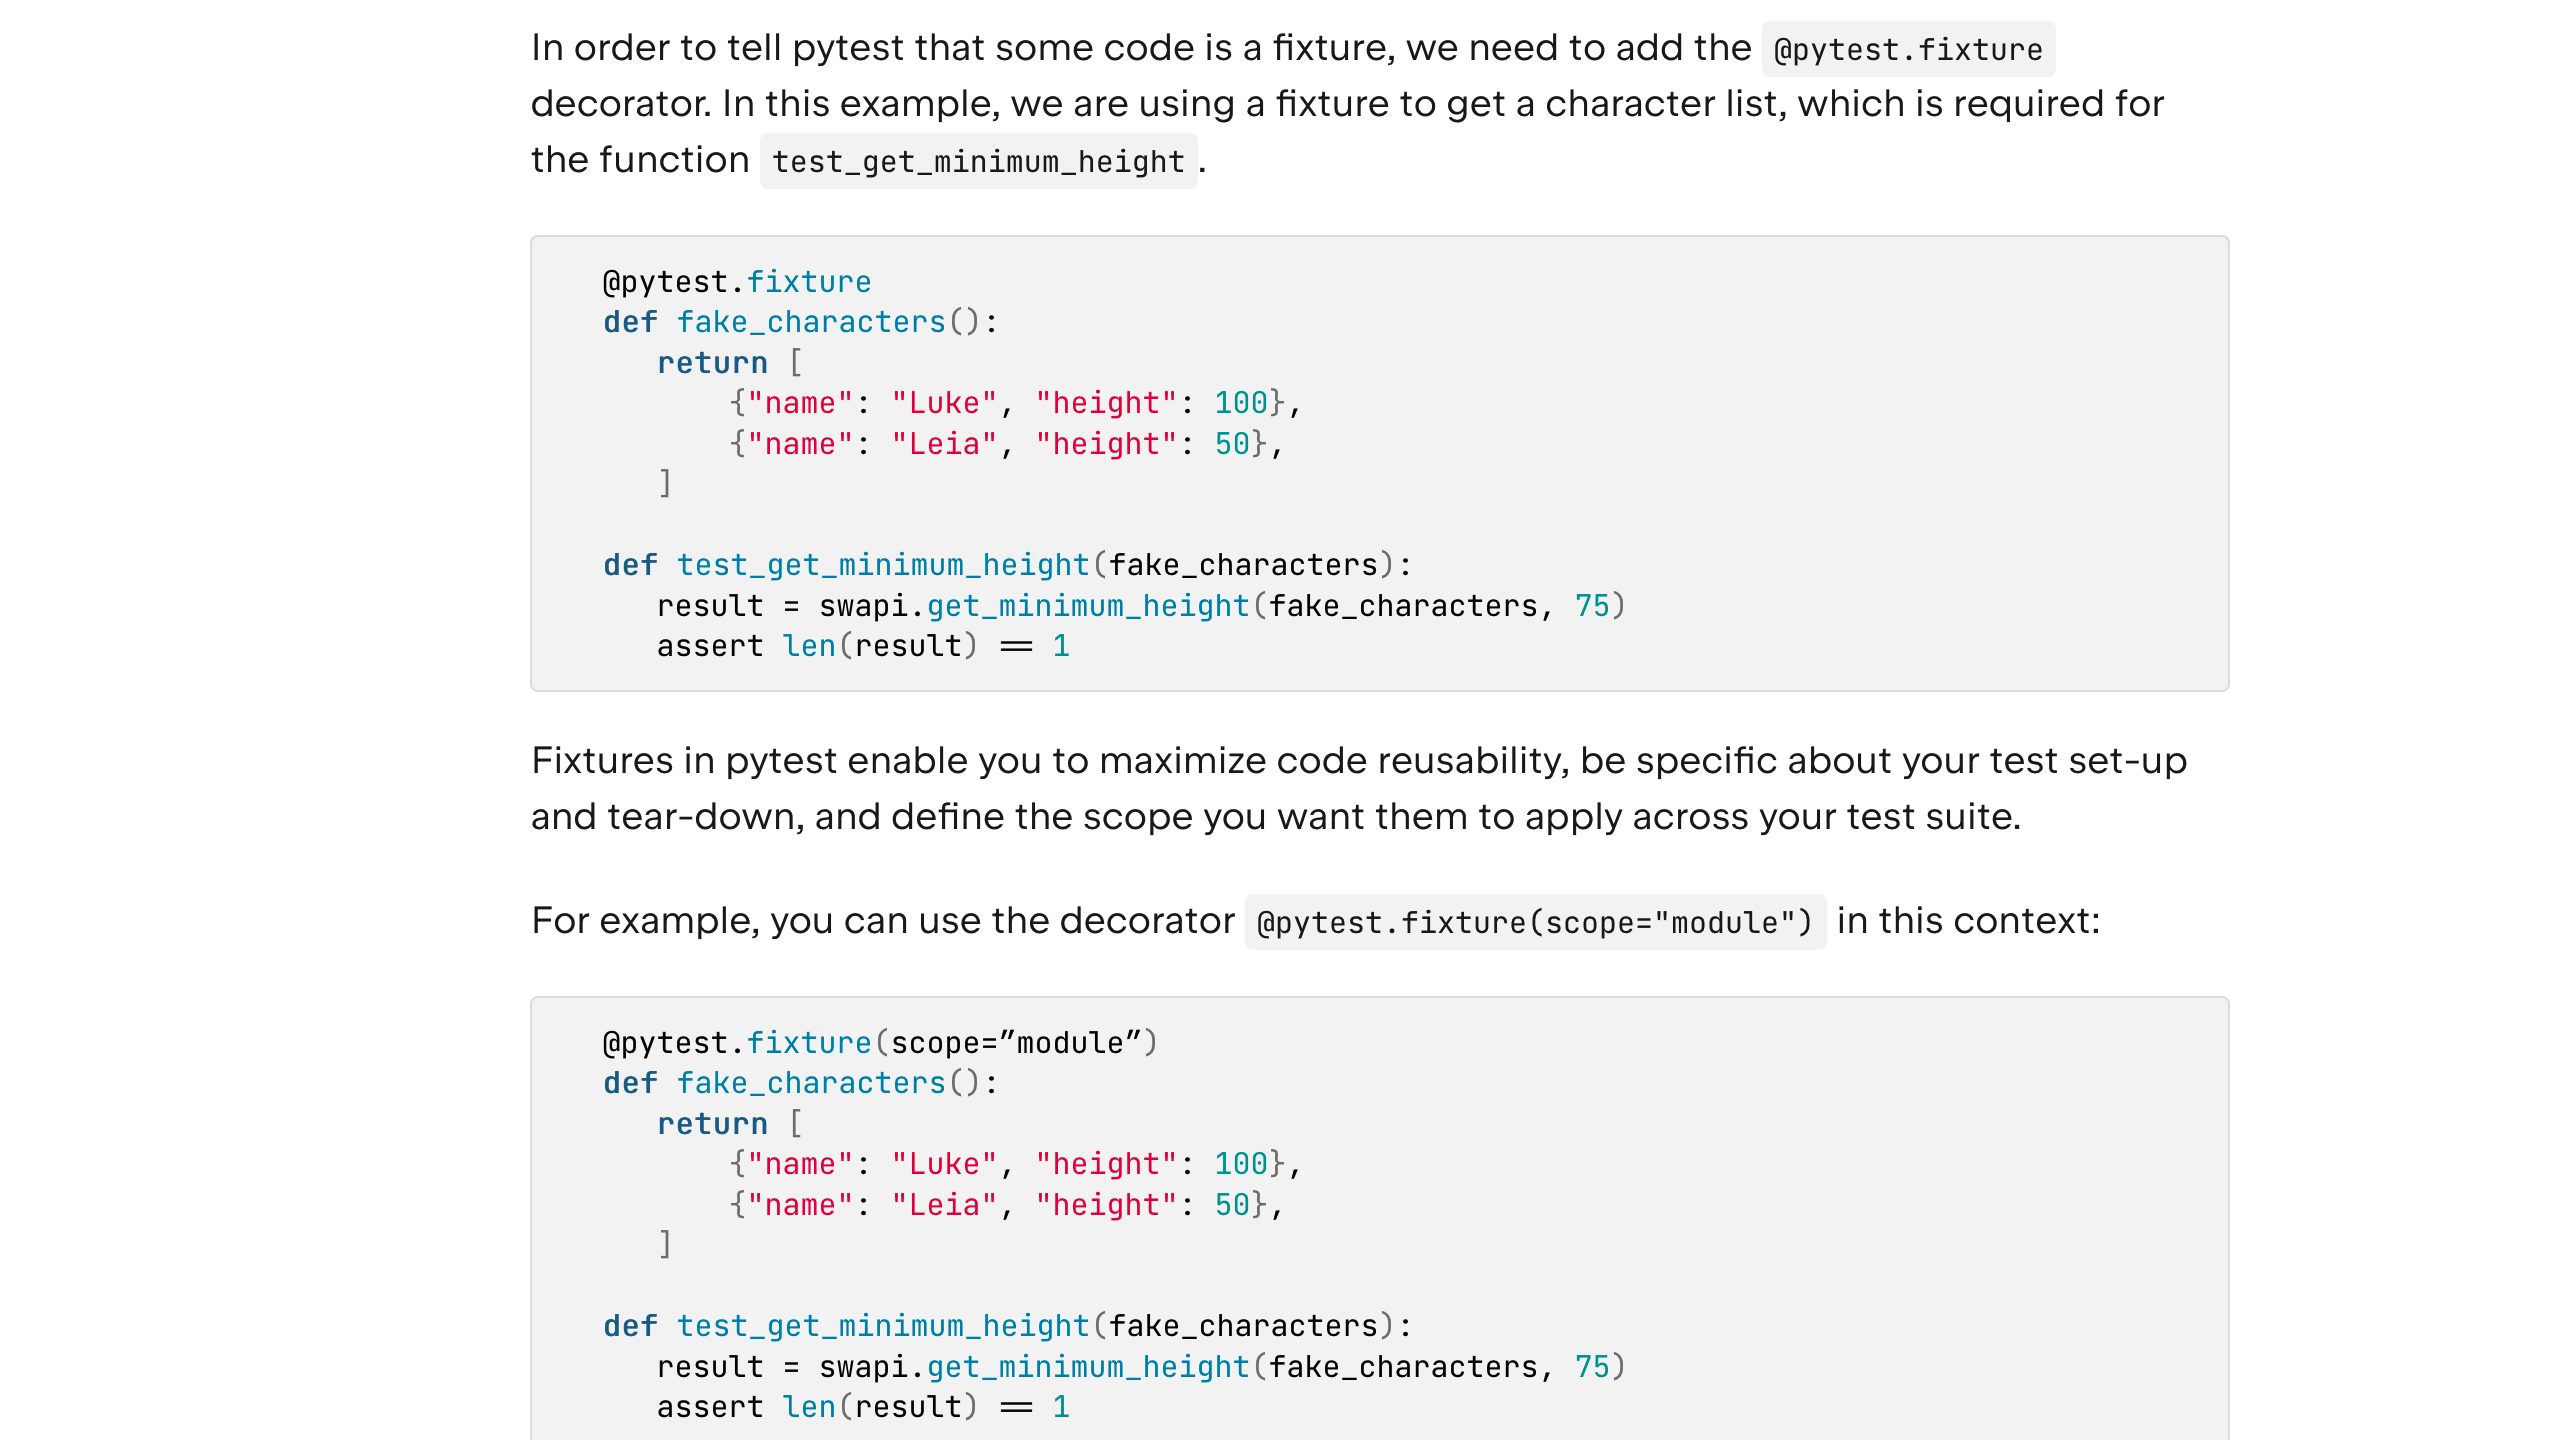 In order to tell pytest that some code is a fixture, we need to add the @pytest.fixture
decorator. In this example, we are using a fixture to get a character list, which is required for
the function test_get_minimum_height.
@pytest.fixture
def fake_characters():
   return [
       {"name": "Luke", "height": 100},
       {"name": "Leia", "height": 50},
   ]
def test_get_minimum_height(fake_characters):
   result = swapi.get_minimum_height(fake_characters, 75)
   assert len(result) == 1
Fixtures in pytest enable you to maximize code reusability, be specific about your test set-up
and tear-down, and define the scope you want them to apply across your test suite.
For example, you can use the decorator @pytest.fixture(scope="module") in this context:
@pytest.fixture(scope=”module”)
def fake_characters():
   return [
       {"name": "Luke", "height": 100},
       {"name": "Leia", "height": 50},
   ]
def test_get_minimum_height(fake_characters):
   result = swapi.get_minimum_height(fake_characters, 75)
   assert len(result) == 1